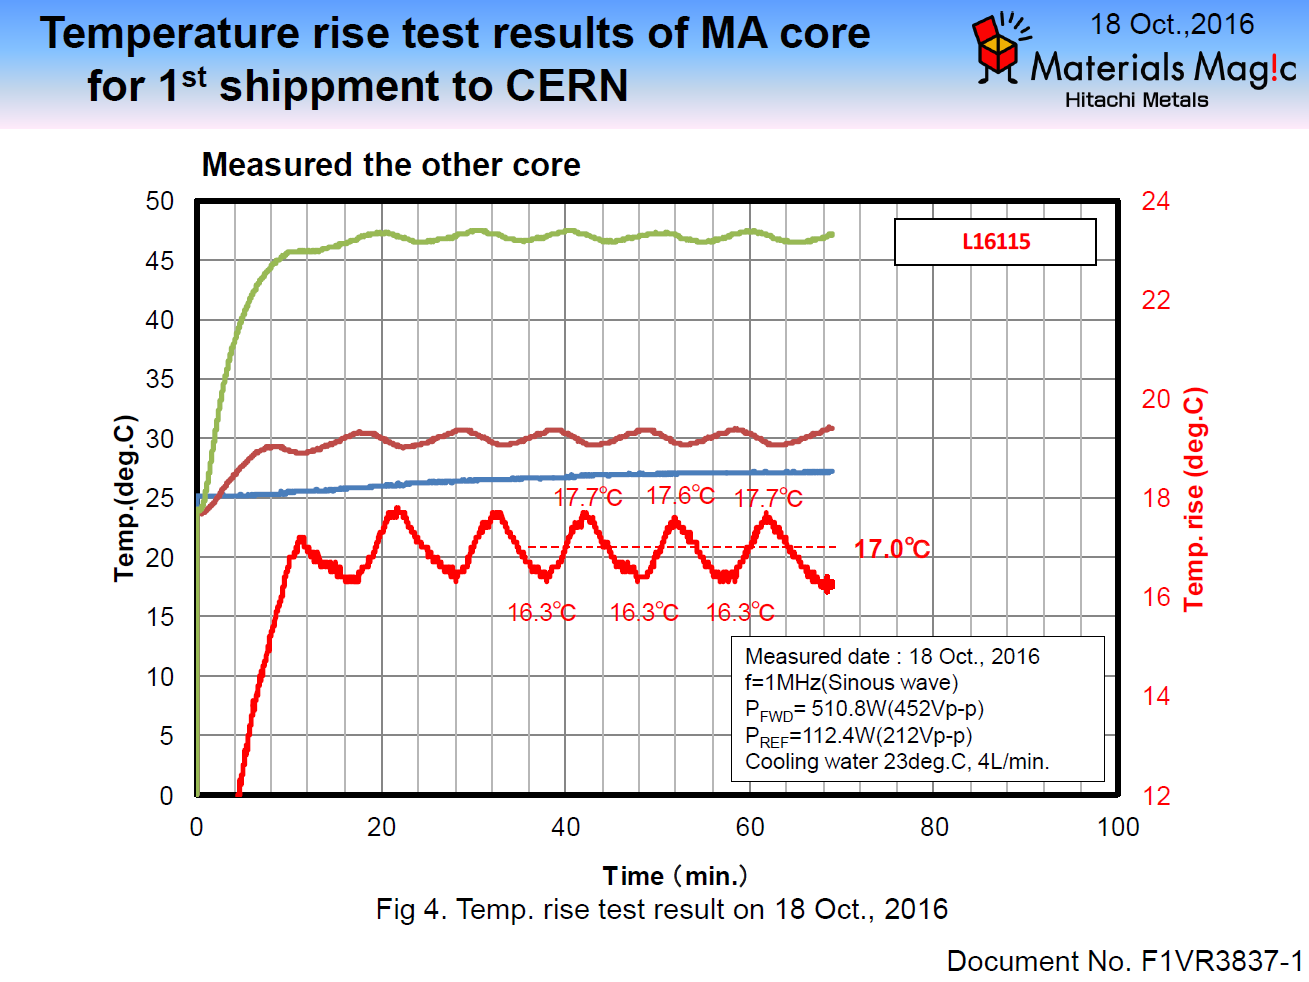 Temperature rise test results of MA core
for 1st shippment to CERN
18 Oct.,2016
Materials Mag!c
Hitachi Metals
Measured the other core
50
45
40
35
30
25
20
15
10
5
0
Temp.(deg.C)
24
22
20
18
16
14
12
Temp. rise (deg.C)
L16115
17.7℃ 17.6℃ 17.7℃
17.0℃
16.3℃ 16.3℃ 16.3℃
Measured date : 18 Oct., 2016
f=1MHz(Sinous wave)
PFWD= 510.8W(452Vp-p)
PREF=112.4W(212Vp-p)
Cooling water 23deg.C, 4L/min.
0 20 40 60 80 100
Time（min.）
Fig 4. Temp. rise test result on 18 Oct., 2016
Document No. F1VR3837-1